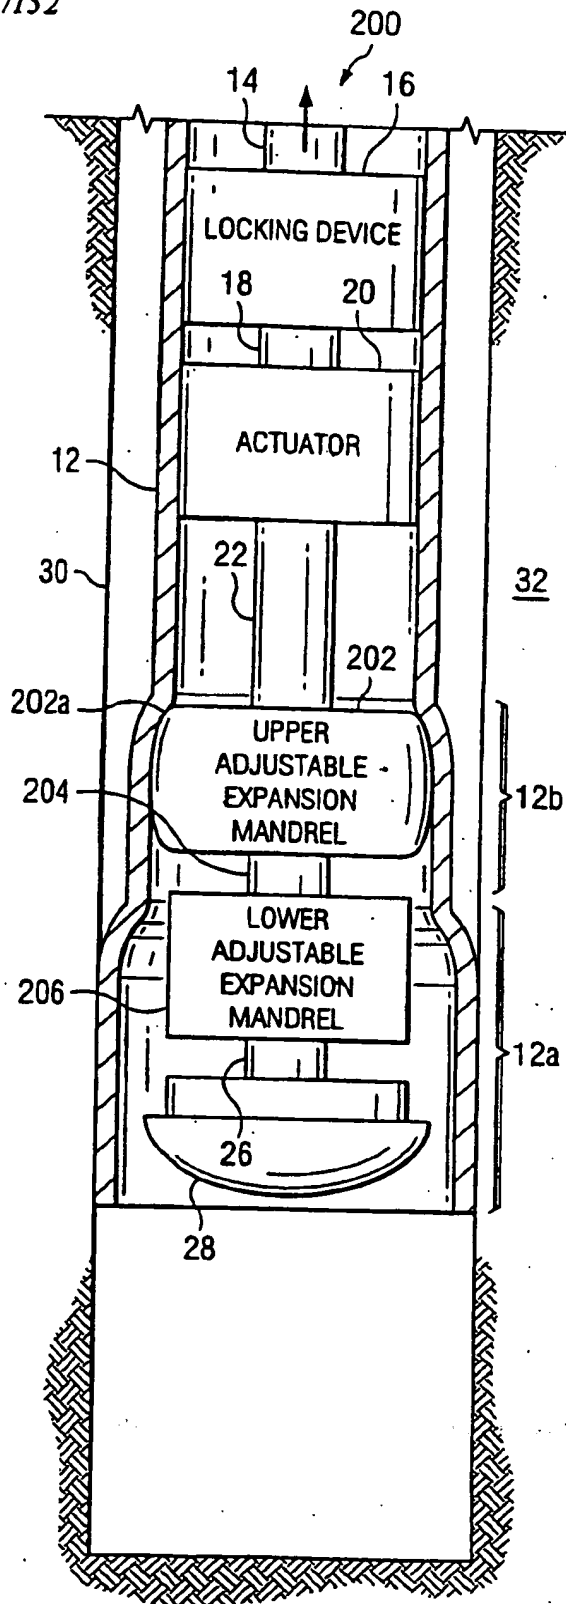 200
14
16
LOCKING DEVICE
18
20
ACTUATOR
12
30
22
32
202
202a
UPPER
ADJUSTABLE
EXPANSION
MANDREL
12b
204
LOWER
ADJUSTABLE
EXPANSION
MANDREL
206
12a
26
28